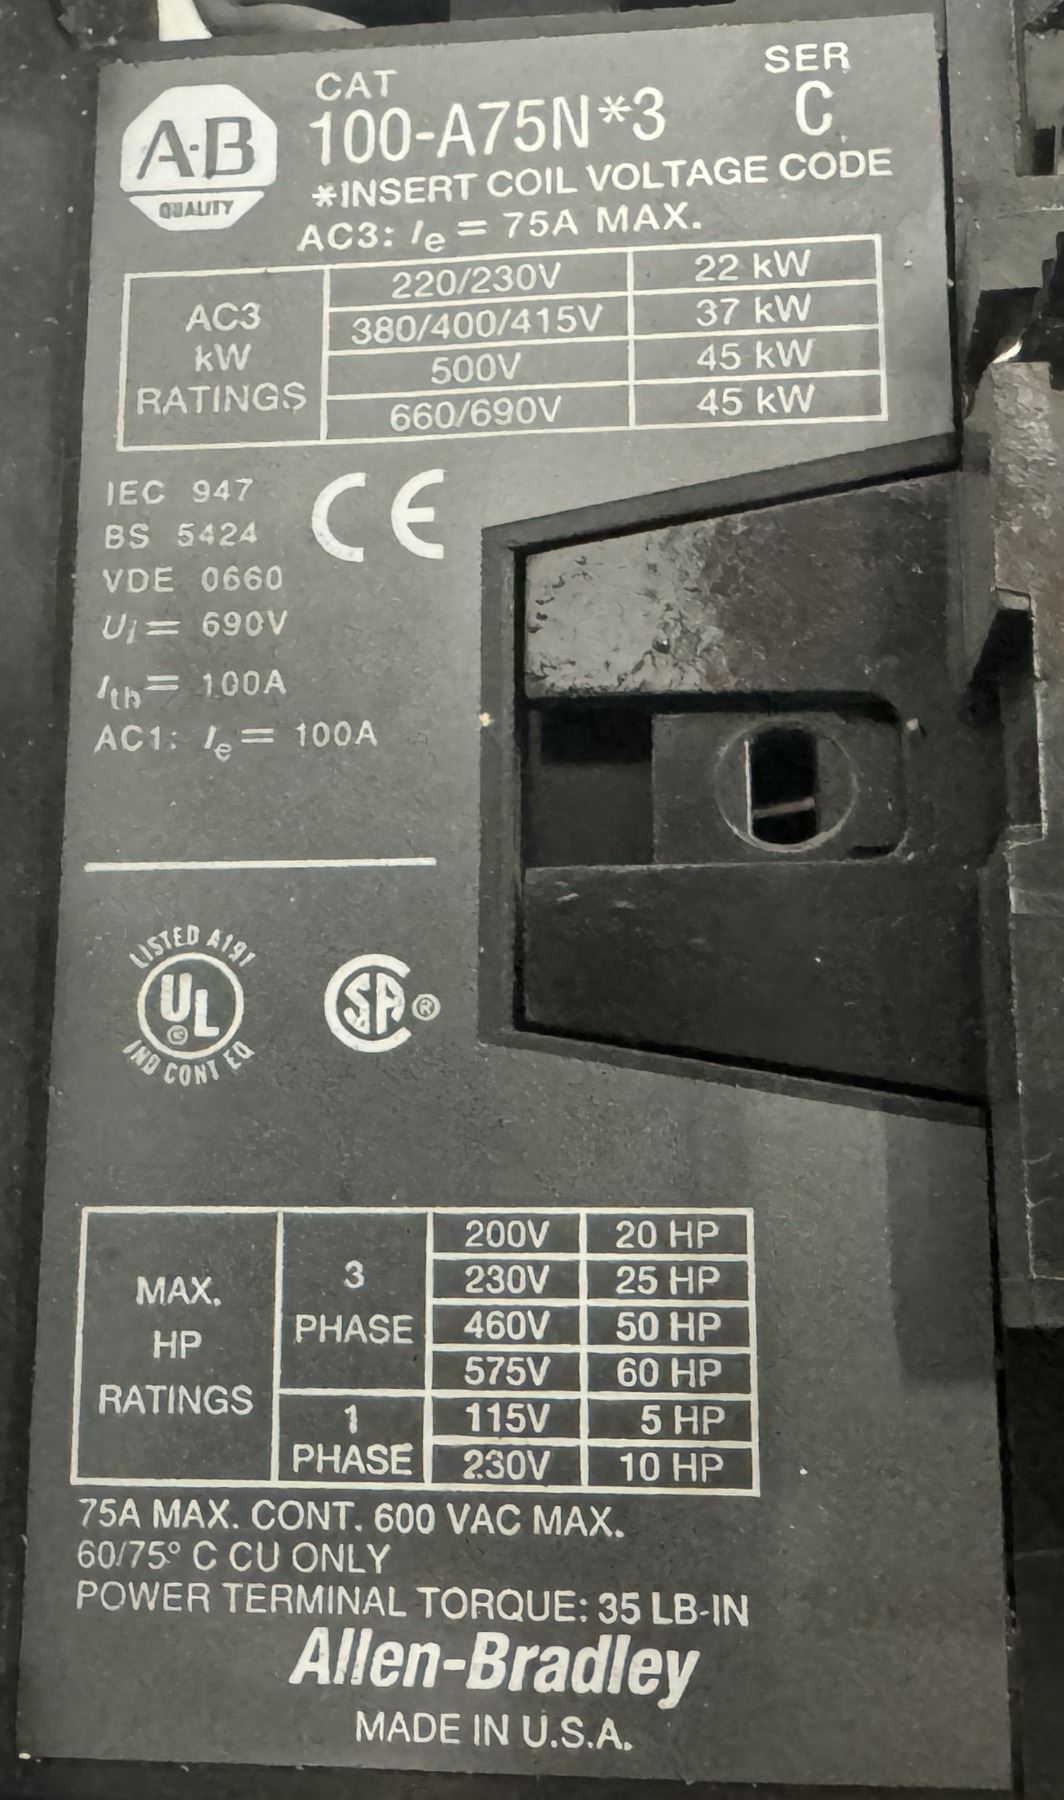 A-B
QUALITY
CAT
100-A75N*3
SER
C
*INSERT COIL VOLTAGE CODE
AC3: Ie = 75A MAX.
AC3
kW
RATINGS
220/230V 22 kW
380/400/415V 37 kW
500V 45 kW
660/690V 45 kW
IEC 947
BS 5424
VDE 0660
CE
Ui = 690V
Ith = 100A
AC1: Ie = 100A
LISTED A191
UL
IND CONT EQ
SA ®
MAX.
HP
RATINGS
3
PHASE
200V 20 HP
230V 25 HP
460V 50 HP
575V 60 HP
1
PHASE
115V 5 HP
230V 10 HP
75A MAX. CONT. 600 VAC MAX.
60/75° C CU ONLY
POWER TERMINAL TORQUE: 35 LB-IN
Allen-Bradley
MADE IN U.S.A.